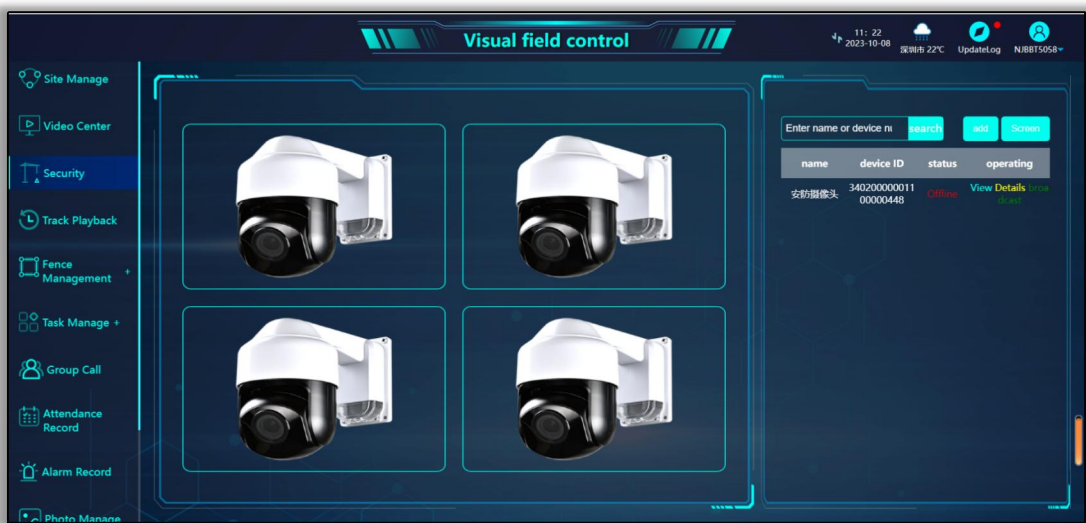 Visual field control
11: 22
2023-10-08
深圳市 22℃
UpdateLog
NJBBT5058
Site Manage
Video Center
Security
Track Playback
Fence
Management +
Task Manage +
Group Call
Attendance
Record
Alarm Record
Photo Manage
Enter name or device nu
search
add
Screen
name device ID status operating
安防摄像头 340200000011 Offline View Details broa
00000448 dcast